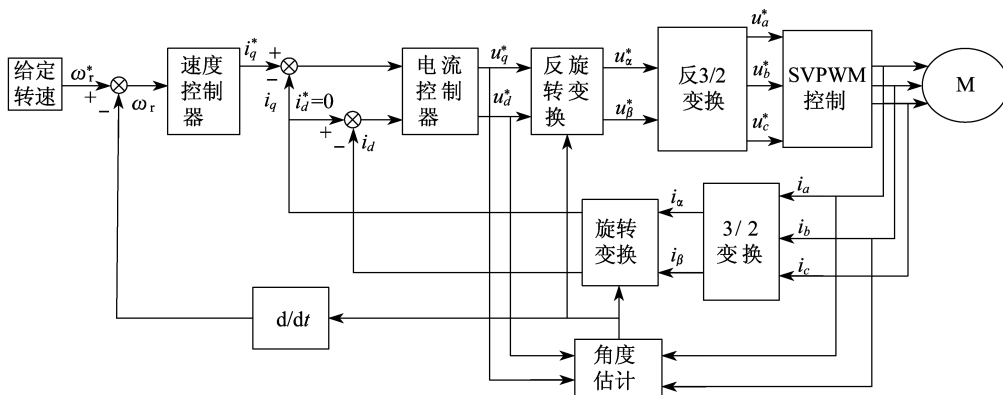 给定
转速
ω*r
+
−
ωr
速度
控制
器
i*q
+
−
iq
i*d=0
+
−
id
电流
控制
器
u*q
u*d
反旋
转变
换
u*α
u*β
反3/2
变换
u*a
u*b
u*c
SVPWM
控制
M
旋转
变换
iα
iβ
3/2
变换
ia
ib
ic
d/dt
角度
估计